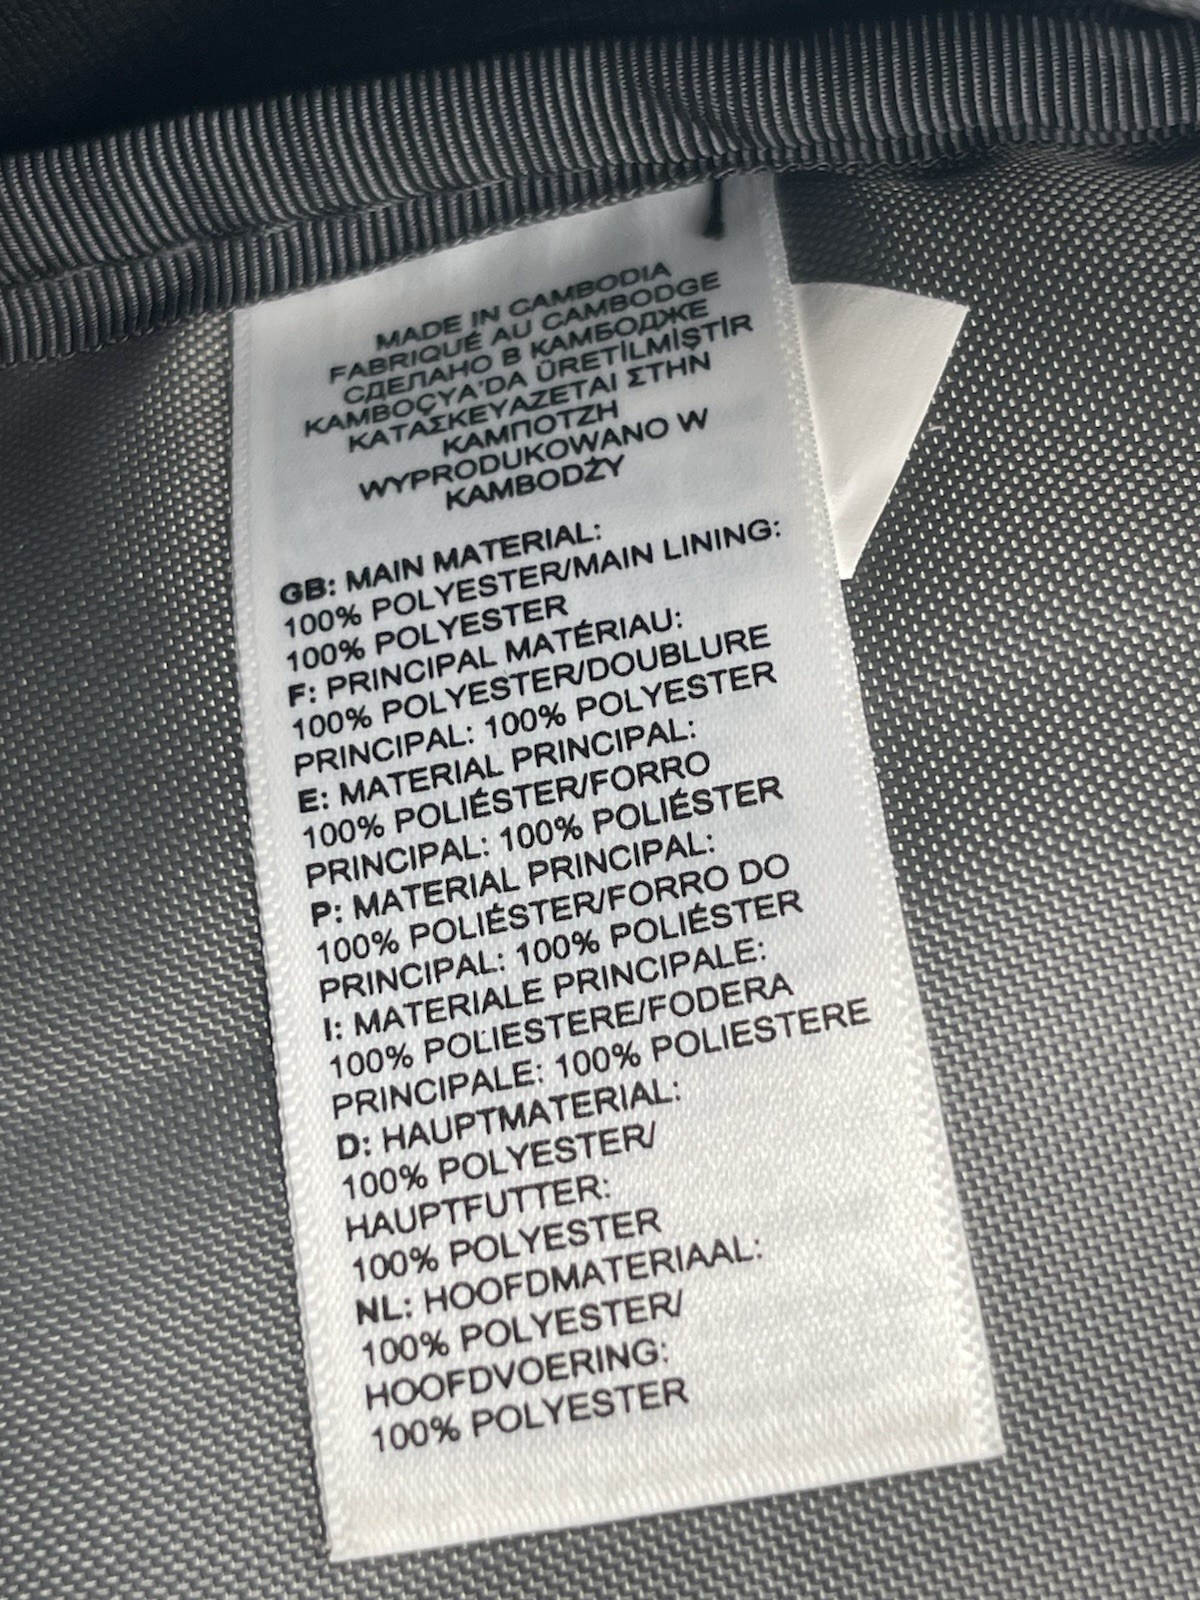 MADE IN CAMBODIA
FABRIQUÉ AU CAMBODGE
СДЕЛАНО В КАМБОДЖЕ
KAMBOÇYA'DA ÜRETİLMİŞTİR
ΚΑΤΑΣΚΕΥΑΖΕΤΑΙ ΣΤΗΝ
ΚΑΜΠΟΤΖΗ
WYPRODUKOWANO W
KAMBODŻY
GB: MAIN MATERIAL:
100% POLYESTER/MAIN LINING:
100% POLYESTER
F: PRINCIPAL MATÉRIAU:
100% POLYESTER/DOUBLURE
PRINCIPAL: 100% POLYESTER
E: MATERIAL PRINCIPAL:
100% POLIÉSTER/FORRO
PRINCIPAL: 100% POLIÉSTER
P: MATERIAL PRINCIPAL:
100% POLIÉSTER/FORRO DO
PRINCIPAL: 100% POLIÉSTER
I: MATERIALE PRINCIPALE:
100% POLIESTERE/FODERA
PRINCIPALE: 100% POLIESTERE
D: HAUPTMATERIAL:
100% POLYESTER/
HAUPTFUTTER:
100% POLYESTER
NL: HOOFDMATERIAAL:
100% POLYESTER/
HOOFDVOERING:
100% POLYESTER